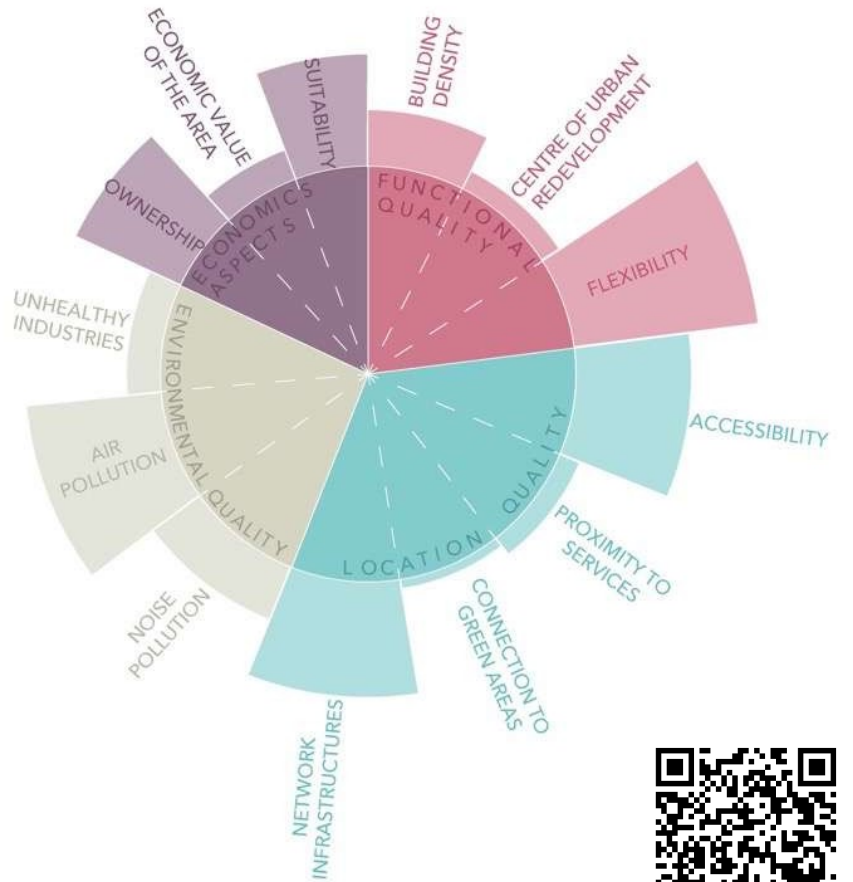 ECONOMIC VALUE
OF THE AREA
SUITABILITY
BUILDING
DENSITY
CENTRE OF URBAN
REDEVELOPMENT
OWNERSHIP
ECONOMICS
ASPECTS
FUNCTIONAL
QUALITY
FLEXIBILITY
UNHEALTHY
INDUSTRIES
ENVIRONMENTAL QUALITY
ACCESSIBILITY
AIR
POLLUTION
LOCATION QUALITY
PROXIMITY TO
SERVICES
NOISE
POLLUTION
CONNECTION TO
GREEN AREAS
NETWORK
INFRASTRUCTURES